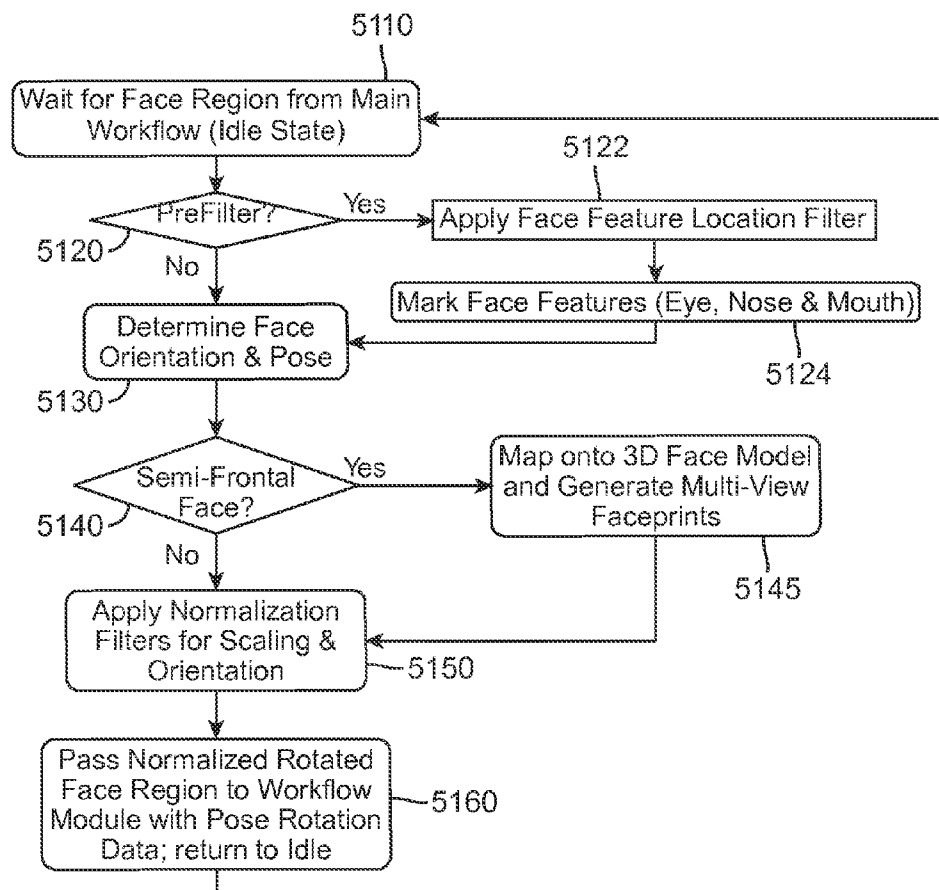 5110
Wait for Face Region from Main
Workflow (Idle State)
5122
PreFilter?
Yes
Apply Face Feature Location Filter
5120
No
Mark Face Features (Eye, Nose & Mouth)
Determine Face
Orientation & Pose
5124
5130
Semi-Frontal
Face?
Yes
Map onto 3D Face Model
and Generate Multi-View
Faceprints
5140
No
5145
Apply Normalization
Filters for Scaling &
Orientation
5150
Pass Normalized Rotated
Face Region to Workflow
Module with Pose Rotation
Data; return to Idle
5160